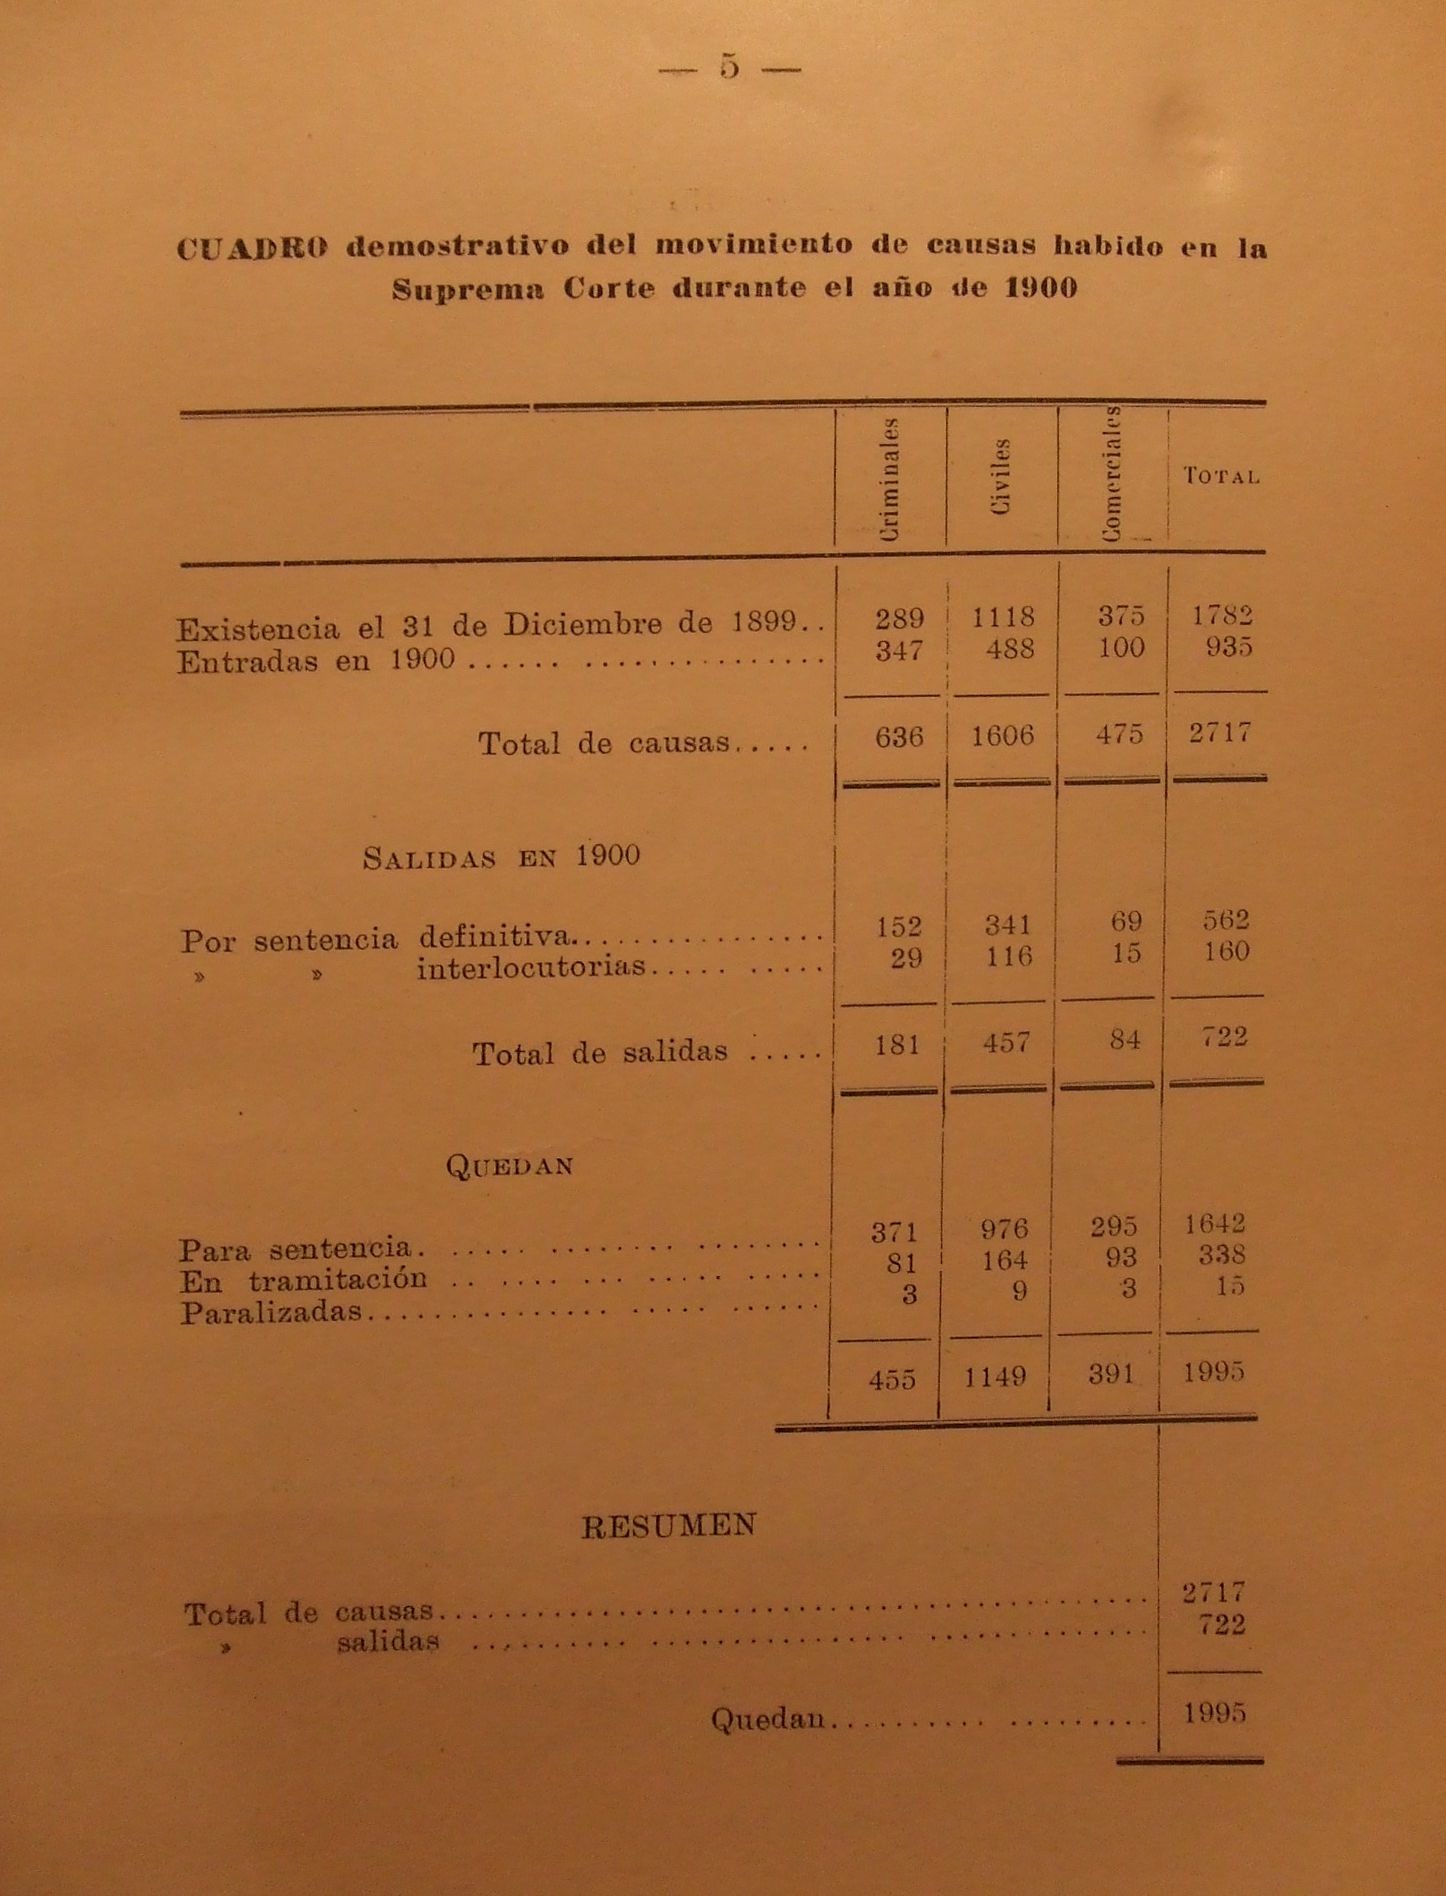 — 5 —
CUADRO demostrativo del movimiento de causas habido en la
Suprema Corte durante el año de 1900
Criminales Civiles Comerciales TOTAL
Existencia el 31 de Diciembre de 1899.. 289 1118 375 1782
Entradas en 1900 ...... ............... 347 488 100 935
Total de causas..... 636 1606 475 2717
SALIDAS EN 1900
Por sentencia definitiva................ 152 341 69 562
» » interlocutorias..... ..... 29 116 15 160
Total de salidas ..... 181 457 84 722
QUEDAN
Para sentencia. ..... ........ ........ 371 976 295 1642
En tramitación .. .... ... ..... ..... 81 164 93 338
Paralizadas............... ..... ...... 3 9 3 15
455 1149 391 1995
RESUMEN
Total de causas............................................ 2717
» salidas .......... ................ .............. 722
Quedan.......... ......... 1995